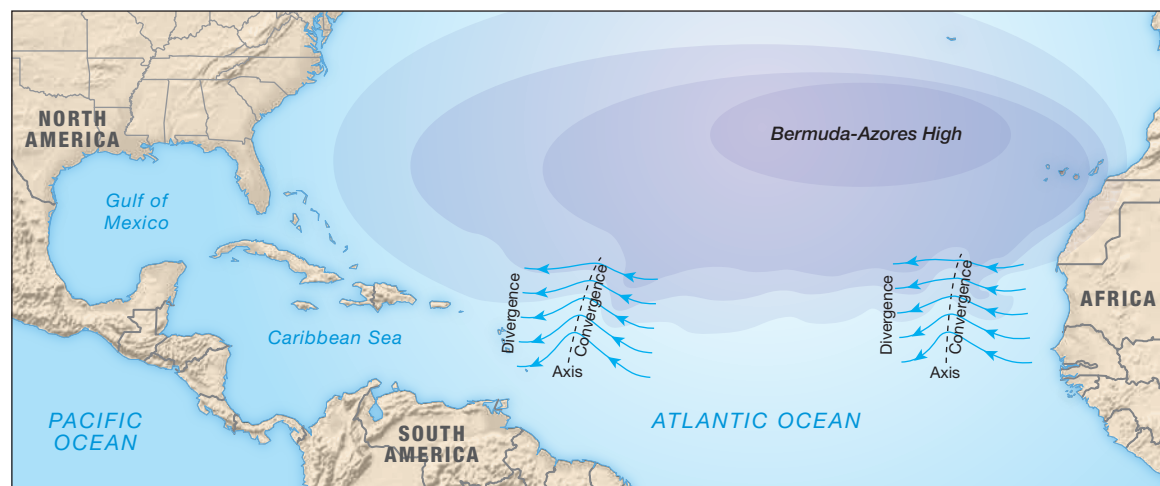 Bermuda-Azores High
NORTH
AMERICA
Gulf of
Mexico
Divergence
Convergence
Divergence
Convergence
AFRICA
Caribbean Sea
Axis
Axis
PACIFIC
OCEAN
SOUTH
AMERICA
ATLANTIC OCEAN